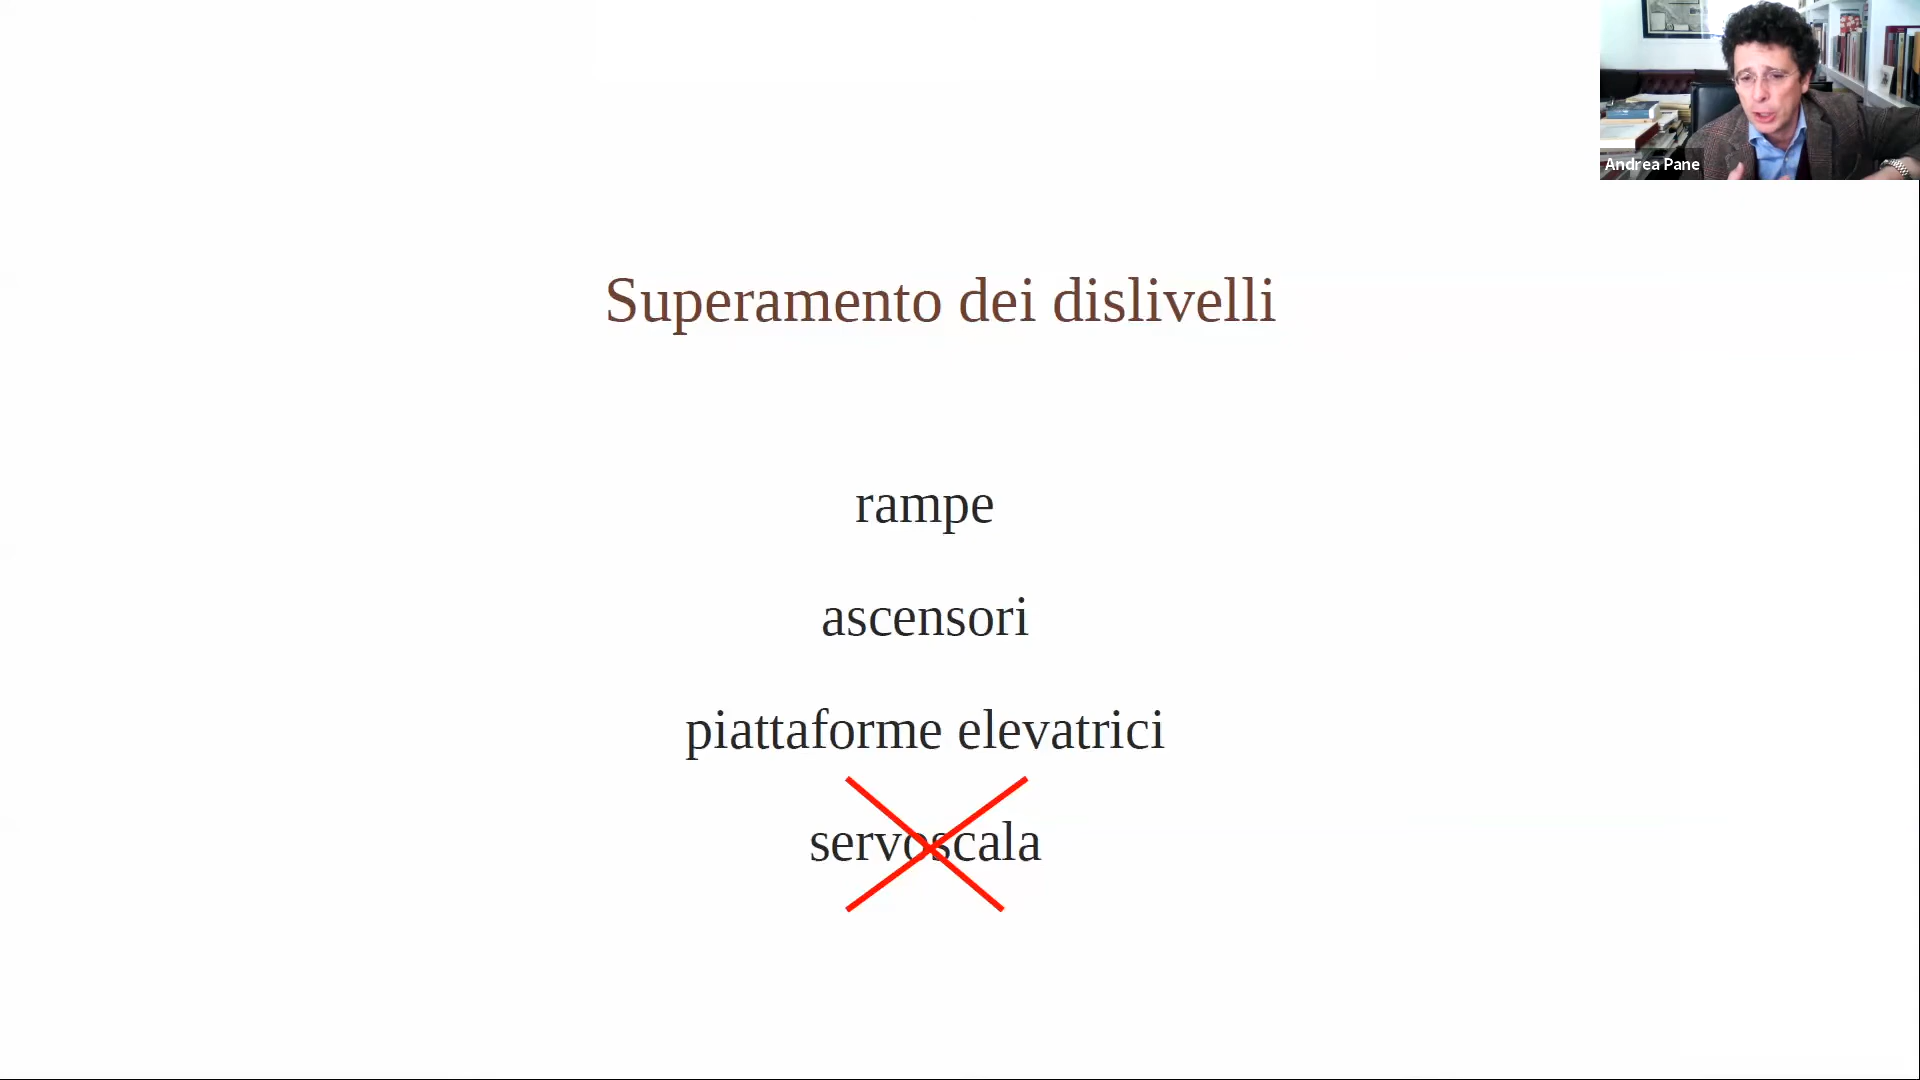 Andrea Pane
Superamento dei dislivelli
rampe
ascensori
piattaforme elevatrici
servoscala